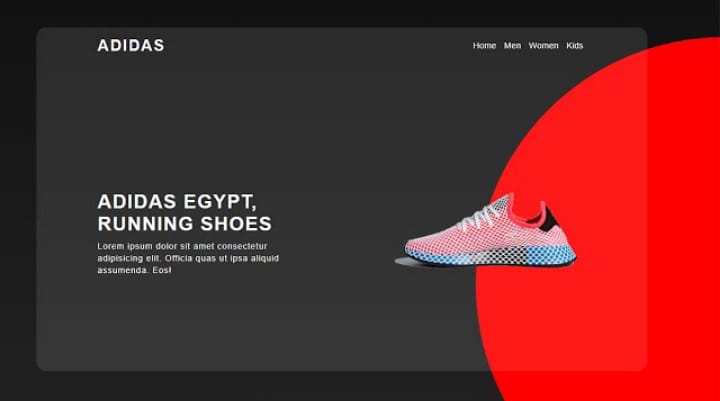 ADIDAS
Home Men Women Kids
ADIDAS EGYPT,
RUNNING SHOES
Lorem ipsum dolor sit amet consectetur
adipisicing elit. Officia quas ut ipsa aliquid
assumenda. Eos!